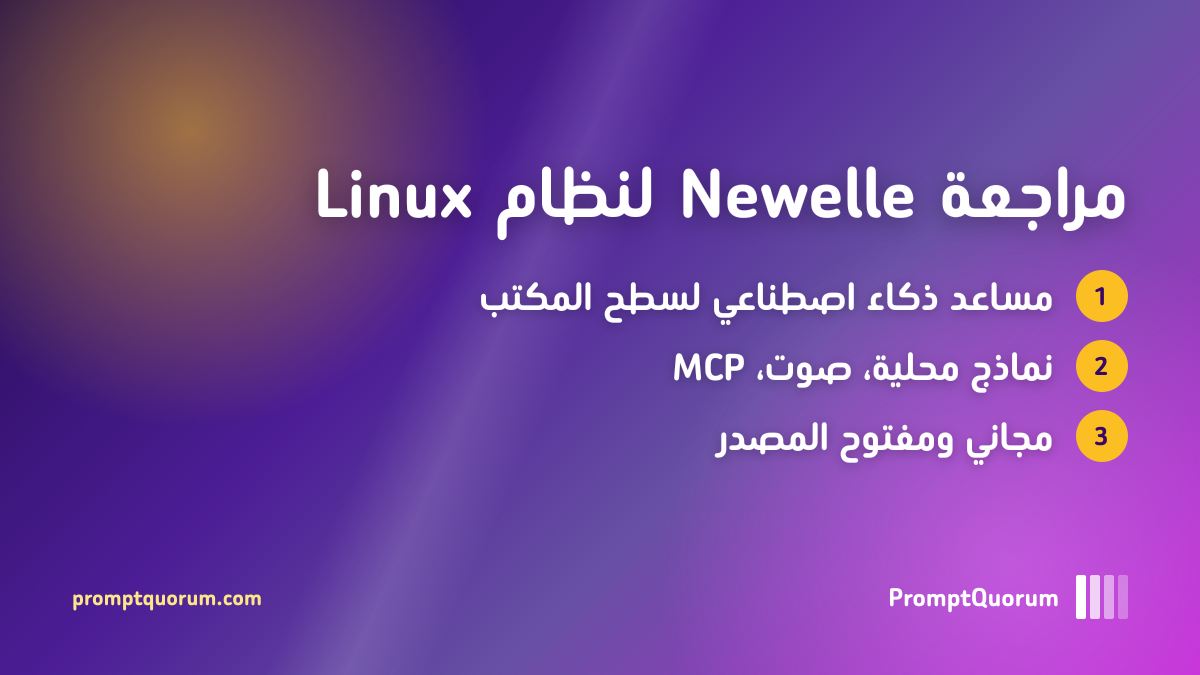 مراجعة Newelle لنظام Linux
1 مساعد ذكاء اصطناعي لسطح المكتب
2 نماذج محلية، صوت، MCP
3 مجاني ومفتوح المصدر
PromptQuorum
promptquorum.com